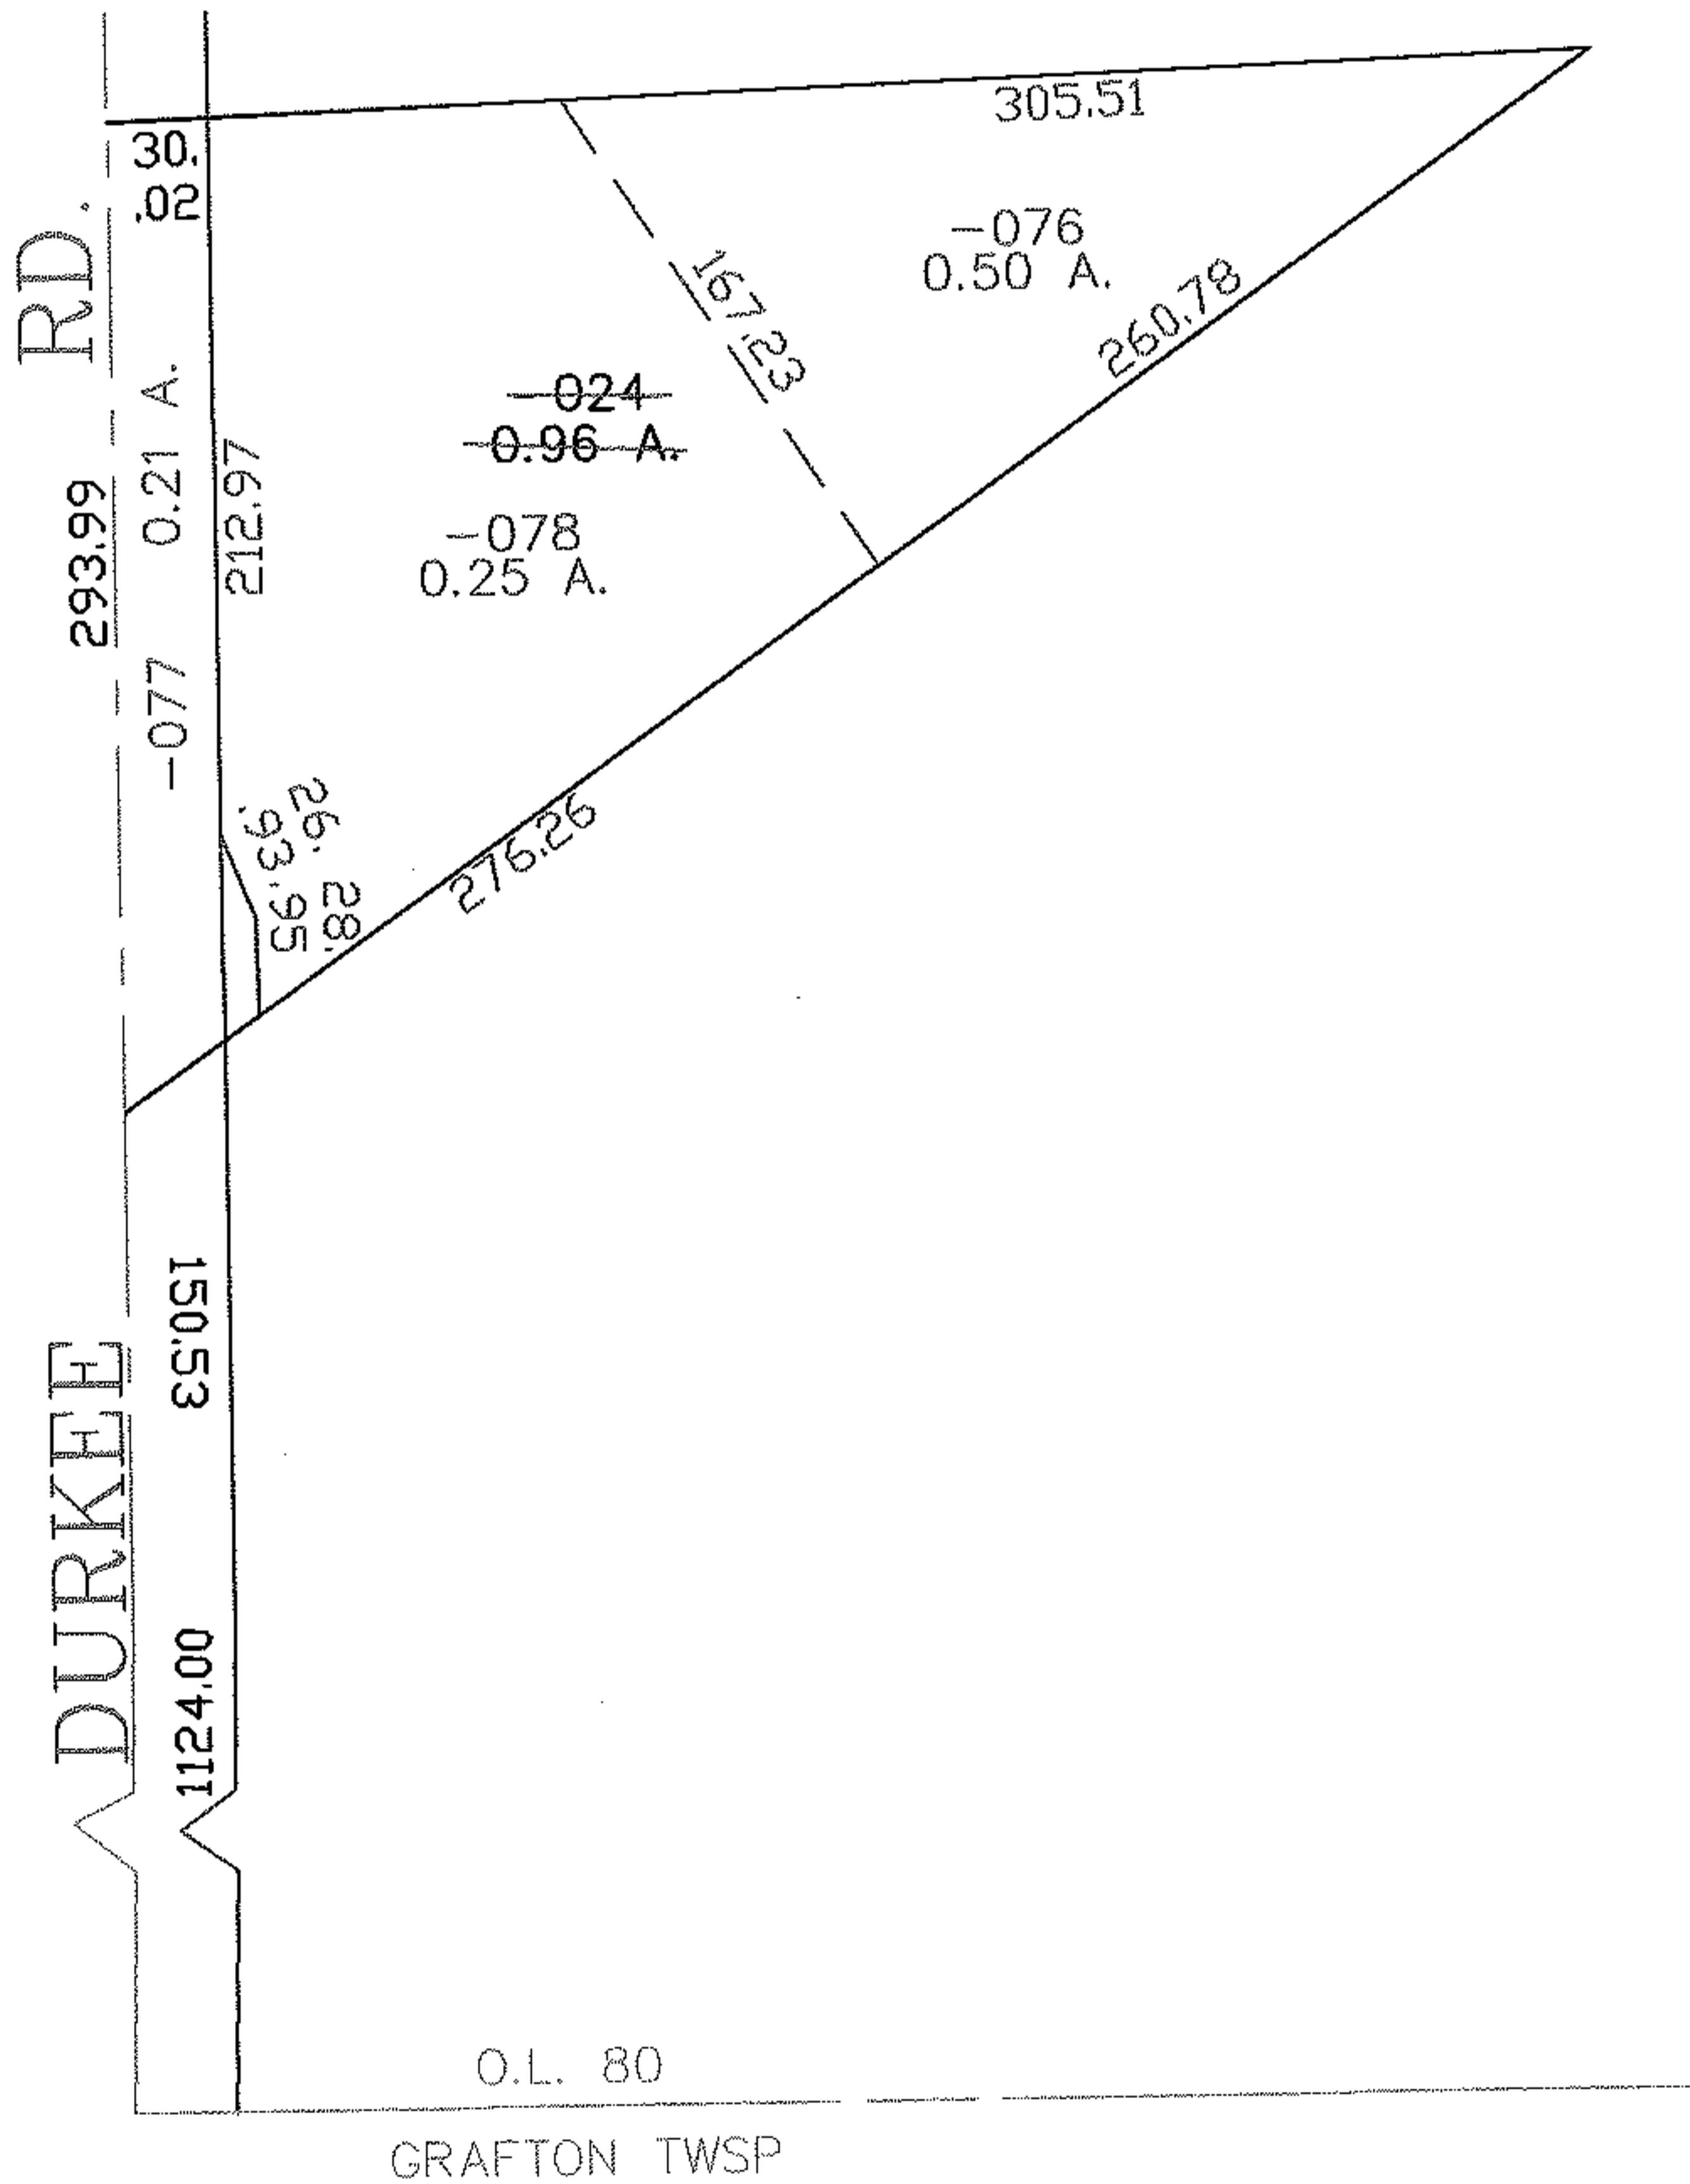 305.51
30.
.02
-076
0.50 A.
167.23
260.78
-024
-0.96 A.
-078
0.25 A.
293.99
-077 0.21 A.
212.97
26.
.93
28.
.95
276.26
150.53
1124.00
DURKEE RD.
O.L. 80
GRAFTON TWSP